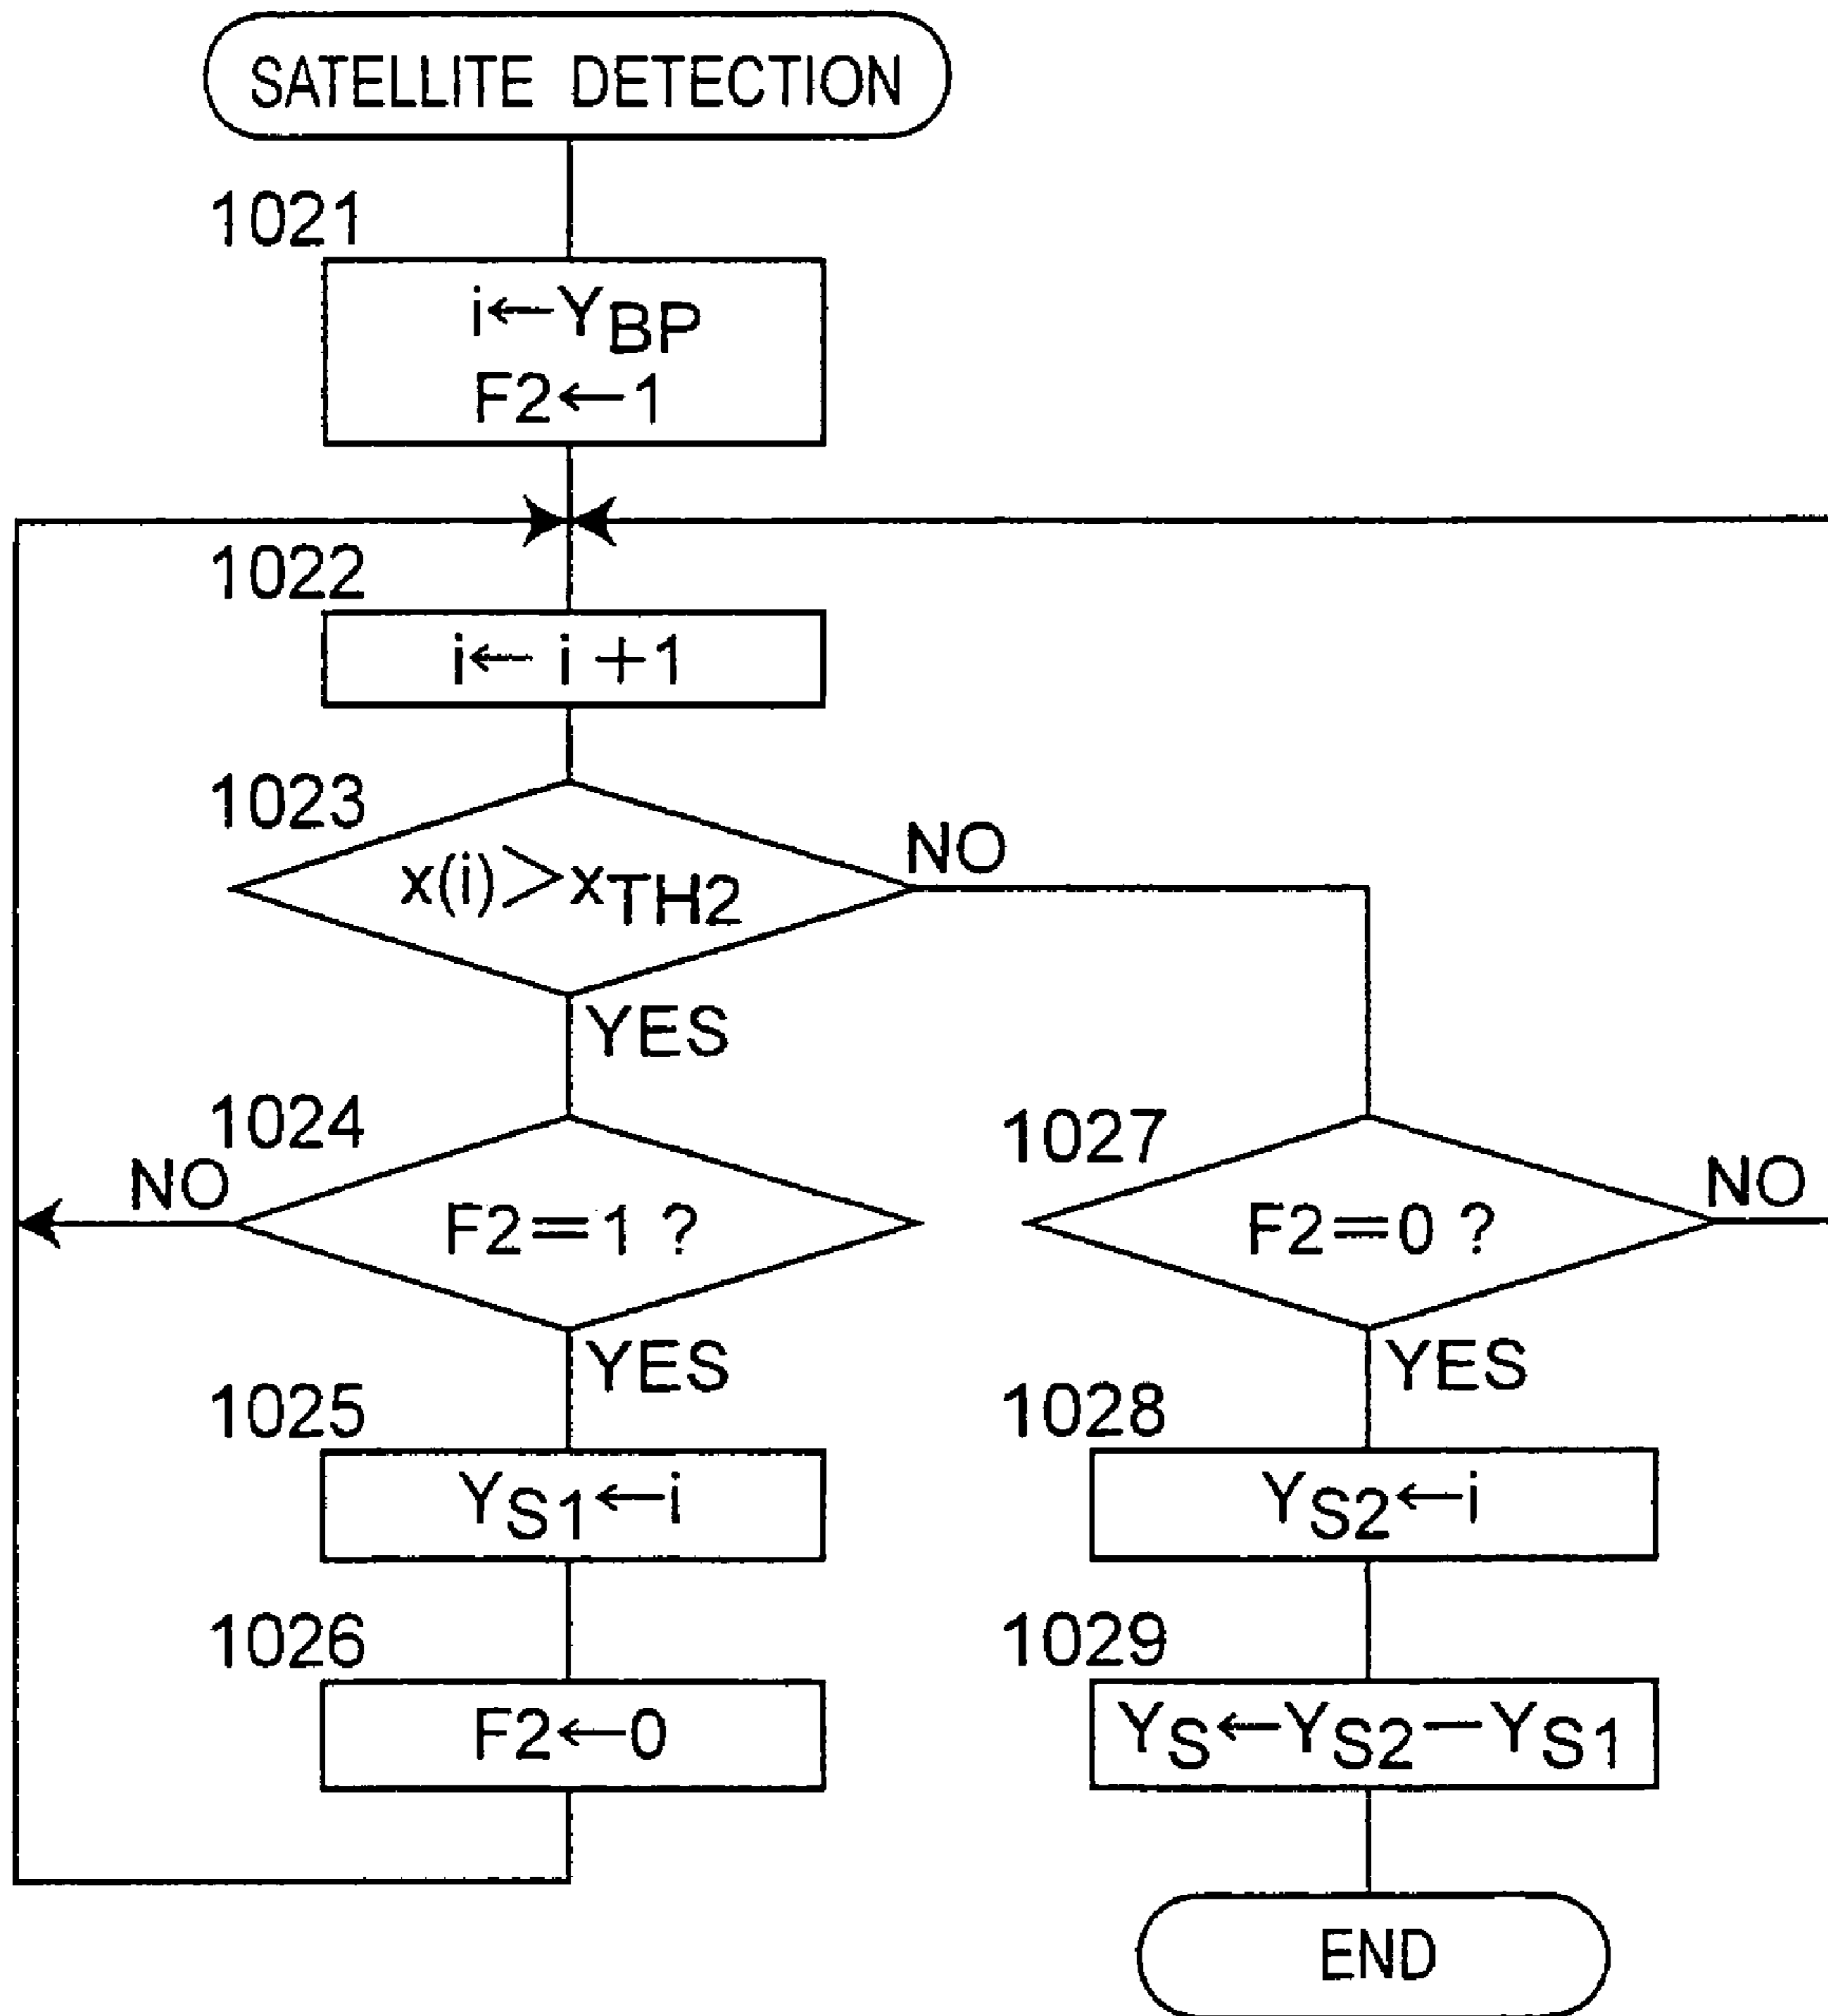 SATELLITE DETECTION
1021
i←YBP
F2←1
1022
i← i +1
1023
x(i)>xTH2
NO
YES
1024
NO
F2=1 ?
YES
1027
F2=0 ?
NO
YES
1025
YS1←i
1028
YS2←i
1026
F2←0
1029
YS←YS2−YS1
END